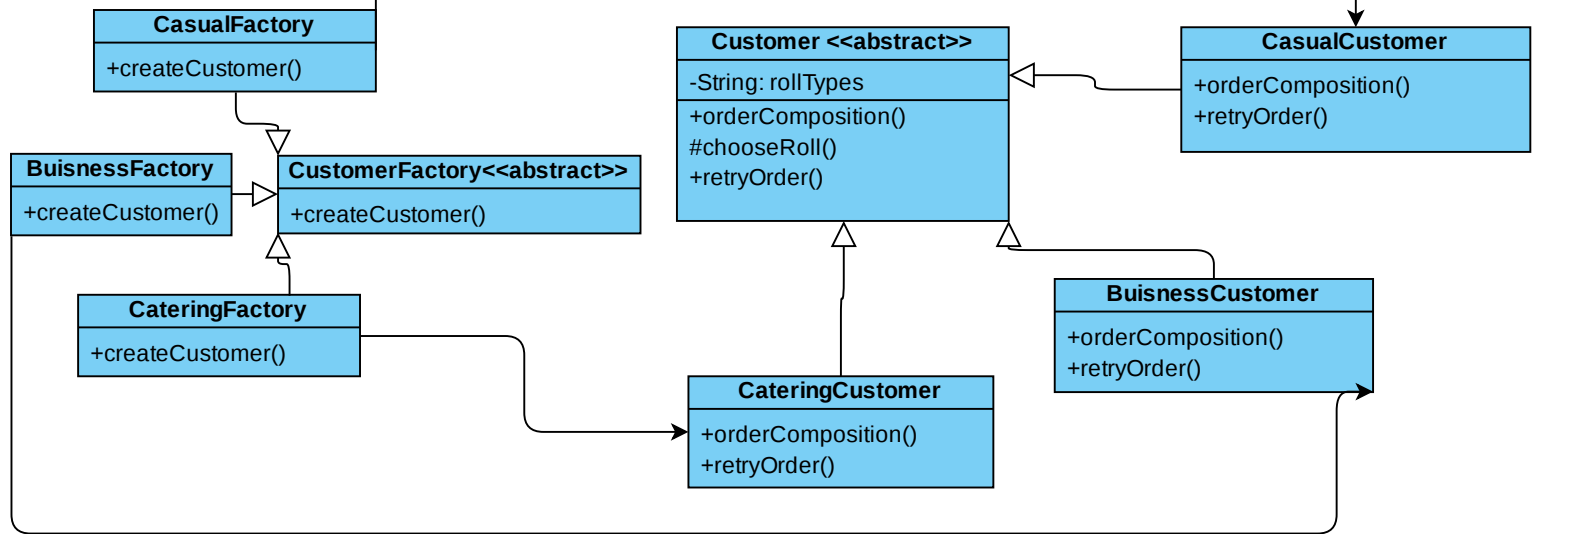 CasualFactory
+createCustomer()
BuisnessFactory
+createCustomer()
CustomerFactory<<abstract>>
+createCustomer()
CateringFactory
+createCustomer()
Customer <<abstract>>
-String: rollTypes
+orderComposition()
#chooseRoll()
+retryOrder()
CasualCustomer
+orderComposition()
+retryOrder()
BuisnessCustomer
+orderComposition()
+retryOrder()
CateringCustomer
+orderComposition()
+retryOrder()